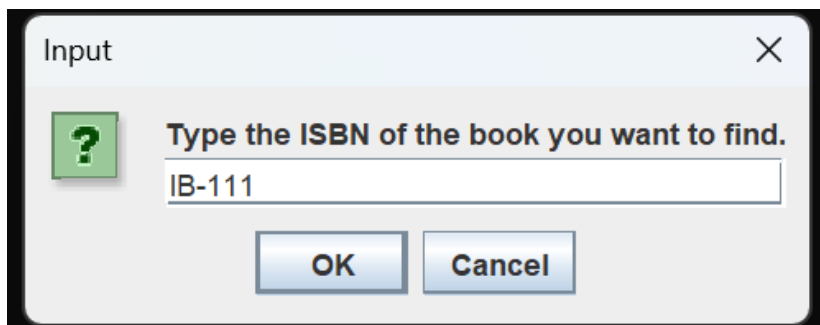 Input
?
Type the ISBN of the book you want to find.
IB-111
OK Cancel